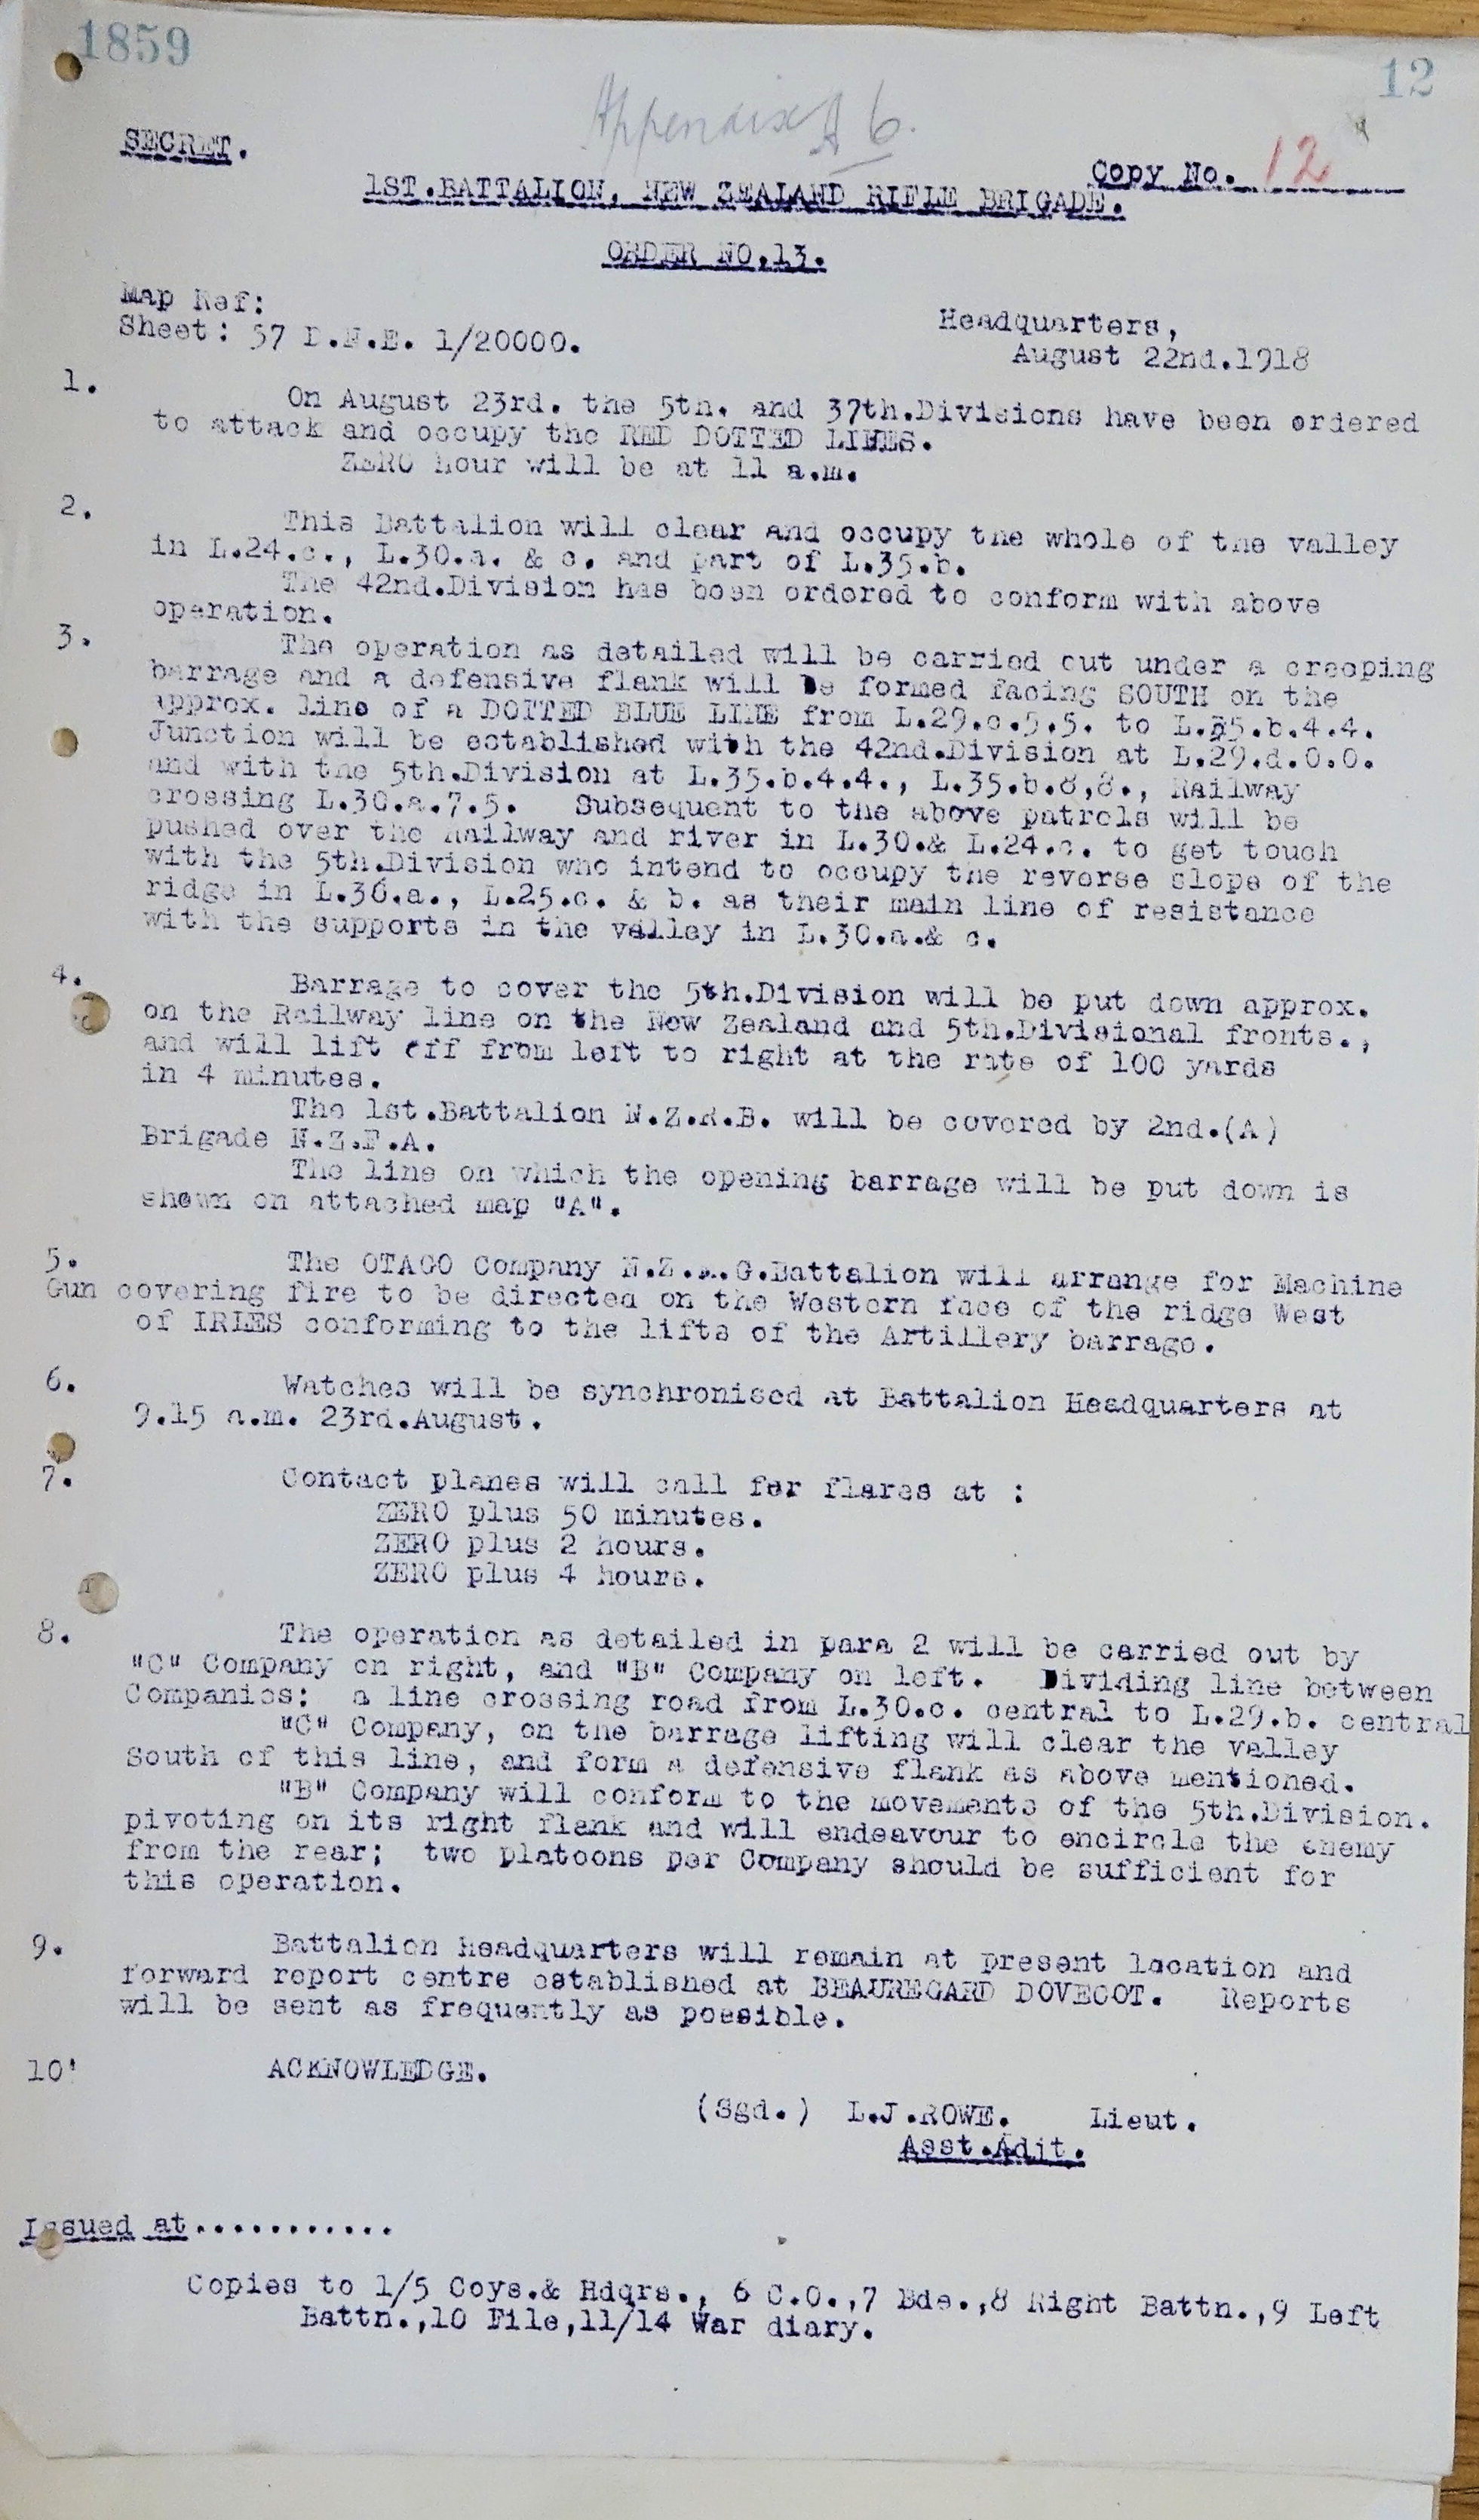 1859
12
Appendix A 6.
SECRET.
Copy No. 12
1ST.BATTALION, NEW ZEALAND RIFLE BRIGADE.
ORDER NO.13.
Map Ref:
Sheet: 57 D.N.E. 1/20000.
Headquarters,
August 22nd.1918
1. On August 23rd. the 5th. and 37th.Divisions have been ordered
to attack and occupy the RED DOTTED LINES.
ZERO hour will be at 11 a.m.
2. This Battalion will clear and occupy the whole of the valley
in L.24.c., L.30.a. & c. and part of L.35.b.
The 42nd.Division has been ordered to conform with above
operation.
3. The operation as detailed will be carried out under a creeping
barrage and a defensive flank will be formed facing SOUTH on the
approx. line of a DOTTED BLUE LINE from L.29.c.5.5. to L.35.b.4.4.
Junction will be established with the 42nd.Division at L.29.d.0.0.
and with the 5th.Division at L.35.b.4.4., L.35.b.8,8., Railway
crossing L.30.a.7.5. Subsequent to the above patrols will be
pushed over the Railway and river in L.30.& L.24.c. to get touch
with the 5th.Division who intend to occupy the reverse slope of the
ridge in L.36.a., L.25.c. & b. as their main line of resistance
with the supports in the valley in L.30.a.& c.
4. Barrage to cover the 5th.Division will be put down approx.
on the Railway line on the New Zealand and 5th.Divisional fronts.,
and will lift off from left to right at the rate of 100 yards
in 4 minutes.
The 1st.Battalion N.Z.R.B. will be covered by 2nd.(A)
Brigade N.Z.F.A.
The line on which the opening barrage will be put down is
shown on attached map "A".
5. The OTAGO Company N.Z.M.G.Battalion will arrange for Machine
Gun covering fire to be directed on the Western face of the ridge West
of IRLES conforming to the lifts of the Artillery barrage.
6. Watches will be synchronised at Battalion Headquarters at
9.15 a.m. 23rd.August.
7. Contact planes will call for flares at :
ZERO plus 50 minutes.
ZERO plus 2 hours.
ZERO plus 4 hours.
8. The operation as detailed in para 2 will be carried out by
"C" Company on right, and "B" Company on left. Dividing line between
Companies: a line crossing road from L.30.c. central to L.29.b. central
"C" Company, on the barrage lifting will clear the valley
South of this line, and form a defensive flank as above mentioned.
"B" Company will conform to the movements of the 5th.Division.
pivoting on its right flank and will endeavour to encircle the enemy
from the rear; two platoons per Company should be sufficient for
this operation.
9. Battalion Headquarters will remain at present location and
forward report centre established at BEAUREGARD DOVECOT. Reports
will be sent as frequently as possible.
10' ACKNOWLEDGE.
(Sgd.) L.J.ROWE. Lieut.
Asst.Adjt.
Issued at...........
Copies to 1/5 Coys.& Hdqrs., 6 C.O.,7 Bde.,8 Right Battn.,9 Left
Battn.,10 File,11/14 War diary.